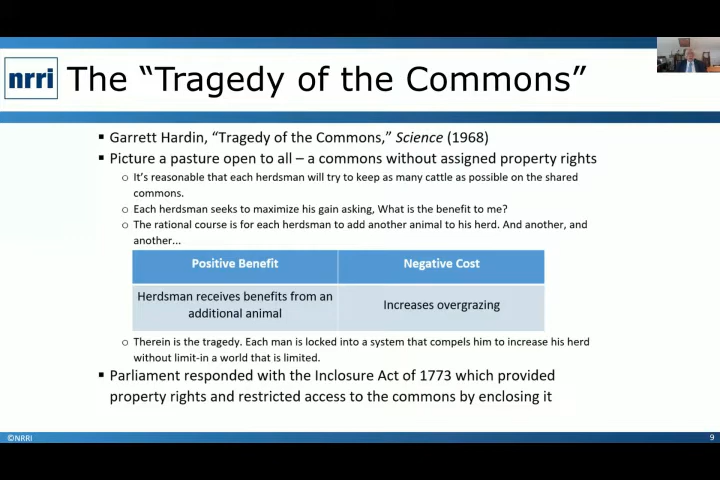 nrri
The “Tragedy of the Commons”
▪ Garrett Hardin, “Tragedy of the Commons,” Science (1968)
▪ Picture a pasture open to all – a commons without assigned property rights
o It’s reasonable that each herdsman will try to keep as many cattle as possible on the shared
commons.
o Each herdsman seeks to maximize his gain asking, What is the benefit to me?
o The rational course is for each herdsman to add another animal to his herd. And another, and
another...
Positive Benefit
Negative Cost
Herdsman receives benefits from an
additional animal
Increases overgrazing
o Therein is the tragedy. Each man is locked into a system that compels him to increase his herd
without limit-in a world that is limited.
▪ Parliament responded with the Inclosure Act of 1773 which provided
property rights and restricted access to the commons by enclosing it
©NRRI
9